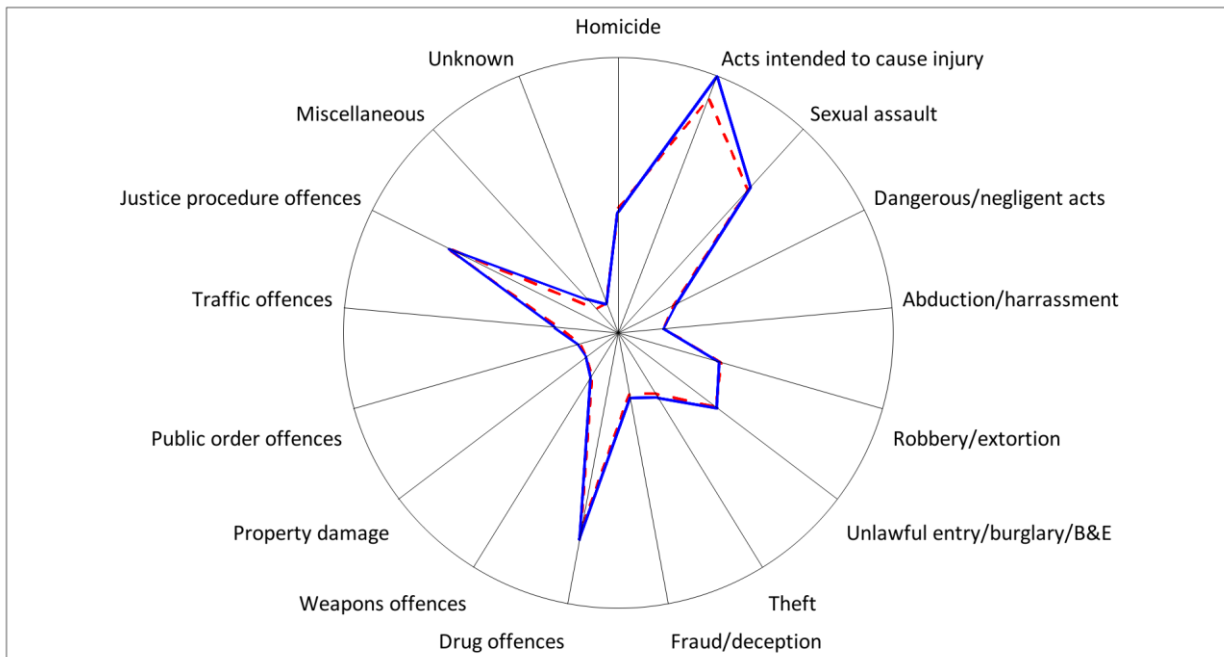 Homicide
Acts intended to cause injury
Sexual assault
Dangerous/negligent acts
Abduction/harrassment
Robbery/extortion
Unlawful entry/burglary/B&E
Theft
Fraud/deception
Drug offences
Weapons offences
Property damage
Public order offences
Traffic offences
Justice procedure offences
Miscellaneous
Unknown